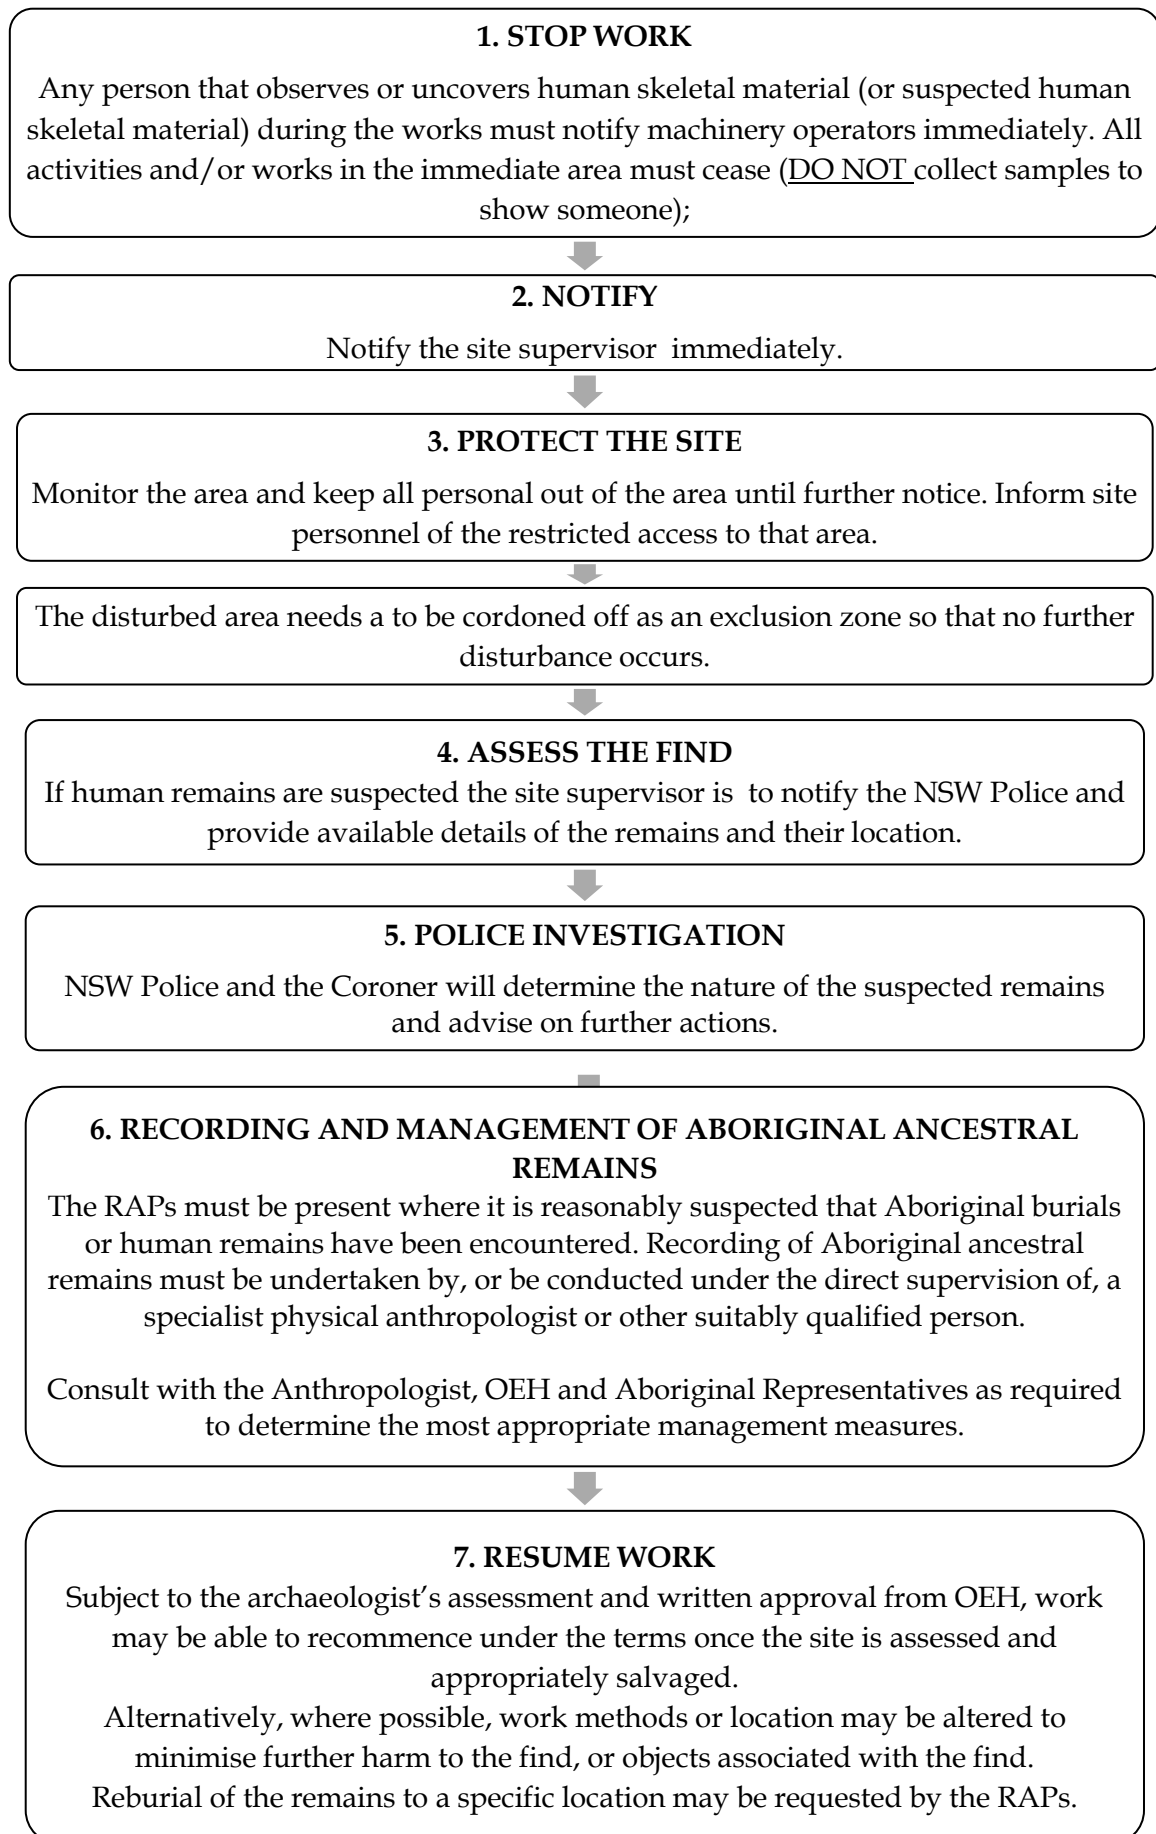 1. STOP WORK
Any person that observes or uncovers human skeletal material (or suspected human
skeletal material) during the works must notify machinery operators immediately. All
activities and/or works in the immediate area must cease (DO NOT collect samples to
show someone);
2. NOTIFY
Notify the site supervisor immediately.
3. PROTECT THE SITE
Monitor the area and keep all personal out of the area until further notice. Inform site
personnel of the restricted access to that area.
The disturbed area needs a to be cordoned off as an exclusion zone so that no further
disturbance occurs.
4. ASSESS THE FIND
If human remains are suspected the site supervisor is to notify the NSW Police and
provide available details of the remains and their location.
5. POLICE INVESTIGATION
NSW Police and the Coroner will determine the nature of the suspected remains
and advise on further actions.
6. RECORDING AND MANAGEMENT OF ABORIGINAL ANCESTRAL
REMAINS
The RAPs must be present where it is reasonably suspected that Aboriginal burials
or human remains have been encountered. Recording of Aboriginal ancestral
remains must be undertaken by, or be conducted under the direct supervision of, a
specialist physical anthropologist or other suitably qualified person.
Consult with the Anthropologist, OEH and Aboriginal Representatives as required
to determine the most appropriate management measures.
7. RESUME WORK
Subject to the archaeologist’s assessment and written approval from OEH, work
may be able to recommence under the terms once the site is assessed and
appropriately salvaged.
Alternatively, where possible, work methods or location may be altered to
minimise further harm to the find, or objects associated with the find.
Reburial of the remains to a specific location may be requested by the RAPs.